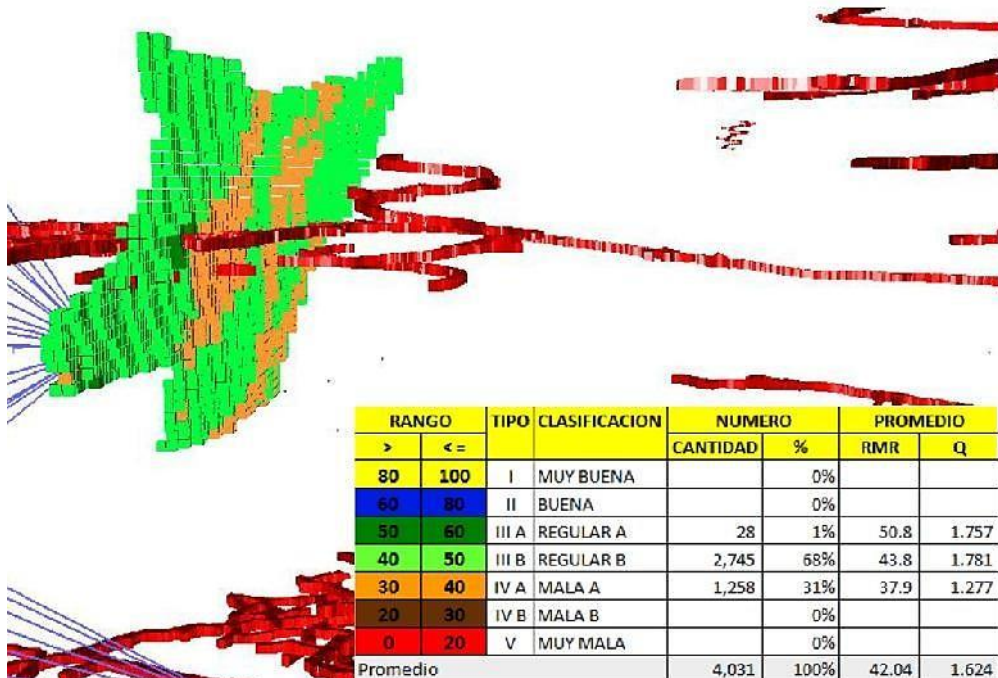 RANGO TIPO CLASIFICACION NUMERO PROMEDIO
> <= CANTIDAD % RMR Q
80 100 I MUY BUENA 0%
60 80 II BUENA 0%
50 60 III A REGULAR A 28 1% 50.8 1.757
40 50 III B REGULAR B 2,745 68% 43.8 1.781
30 40 IV A MALA A 1,258 31% 37.9 1.277
20 30 IV B MALA B 0%
0 20 V MUY MALA 0%
Promedio 4,031 100% 42.04 1.624